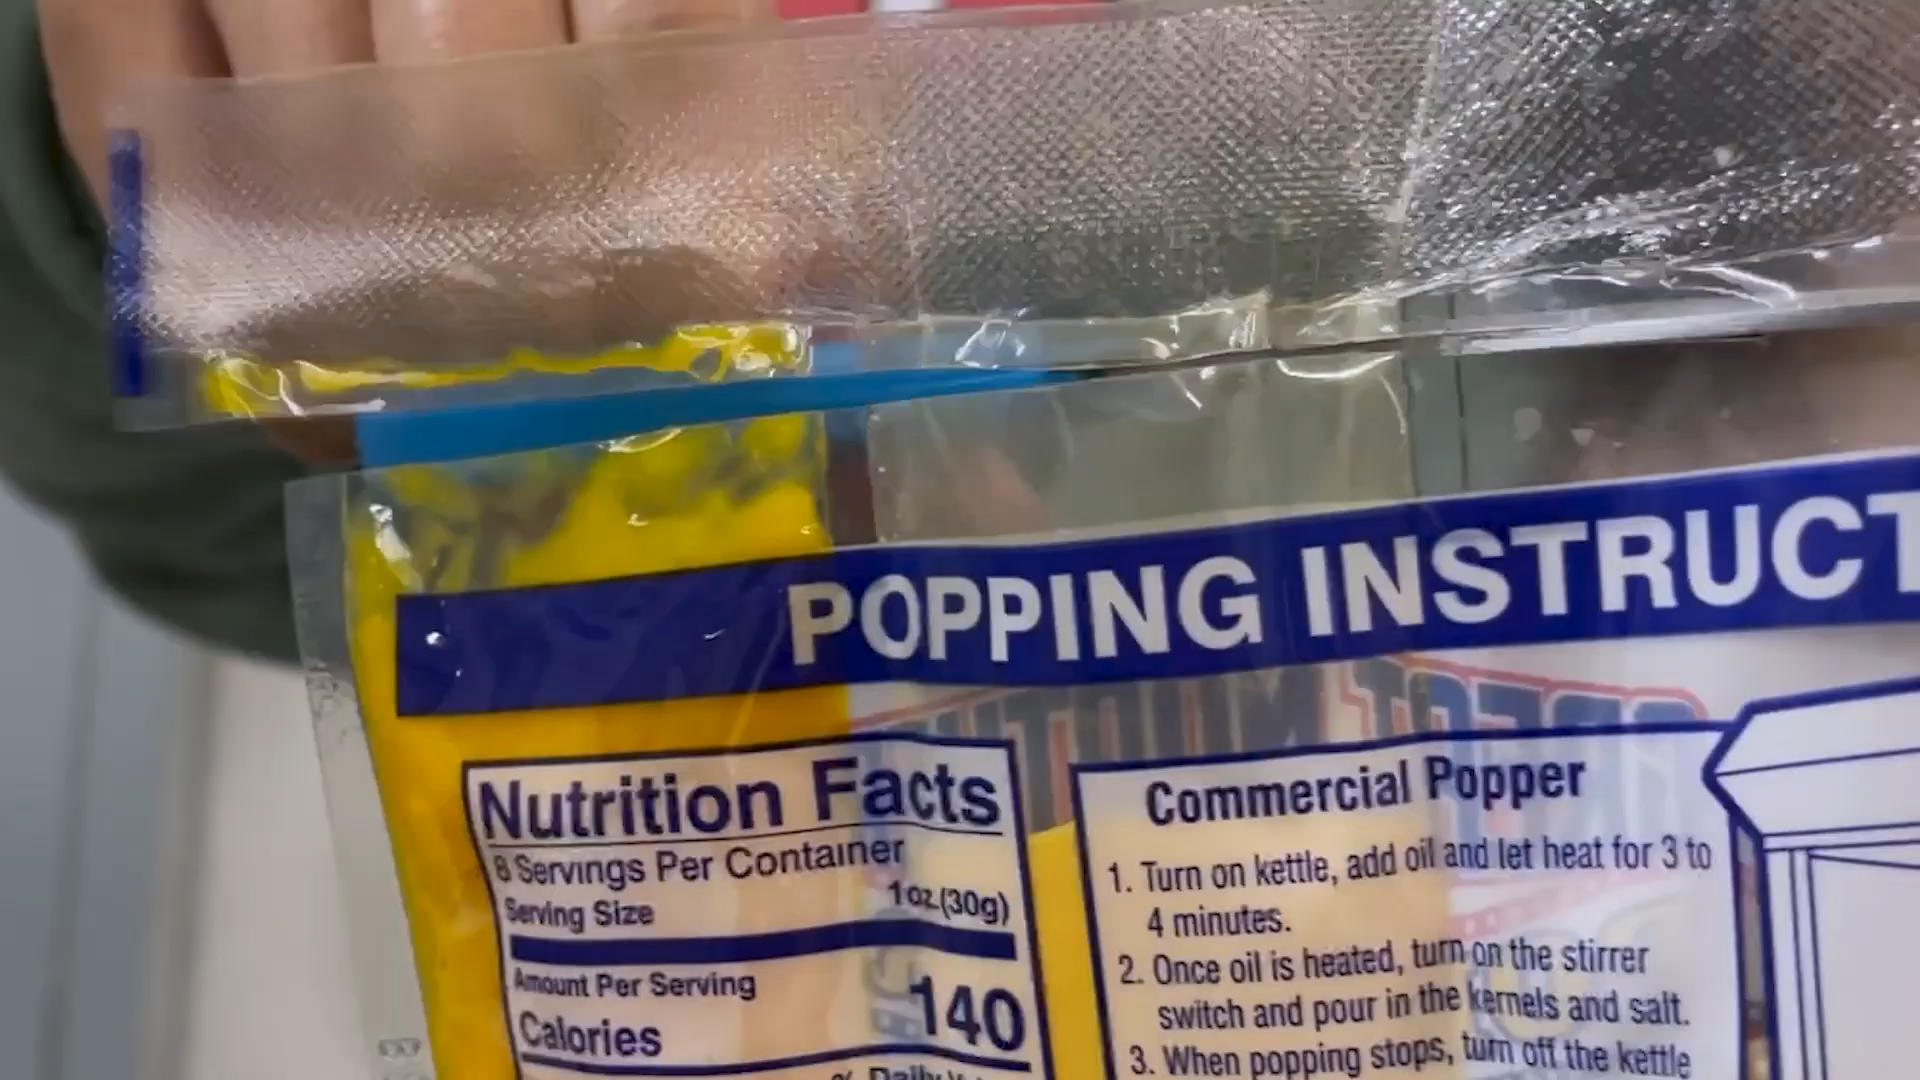 POPPING INSTRUCT
Nutrition Facts
8 Servings Per Container
Serving Size 1oz.(30g)
Amount Per Serving
Calories 140
Commercial Popper
1. Turn on kettle, add oil and let heat for 3 to
4 minutes.
2. Once oil is heated, turn on the stirrer
switch and pour in the kernels and salt.
3. When popping stops, turn off the kettle